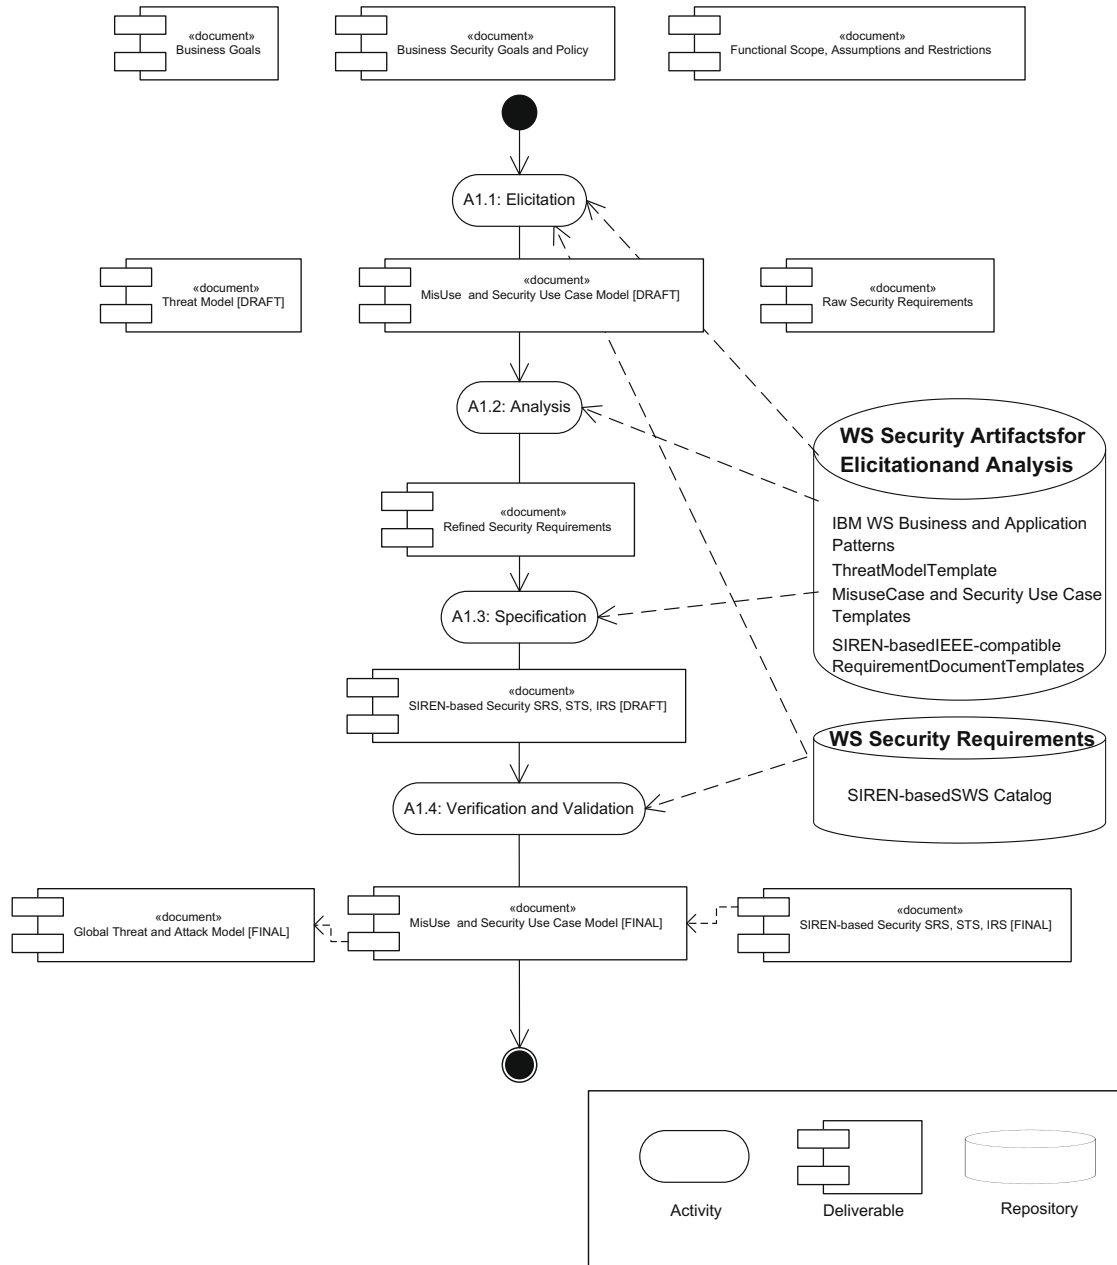 «document»
Business Goals
«document»
Business Security Goals and Policy
«document»
Functional Scope, Assumptions and Restrictions
A1.1: Elicitation
«document»
Threat Model [DRAFT]
«document»
MisUse and Security Use Case Model [DRAFT]
«document»
Raw Security Requirements
A1.2: Analysis
WS Security Artifactsfor
Elicitationand Analysis
IBM WS Business and Application
Patterns
ThreatModelTemplate
MisuseCase and Security Use Case
Templates
SIREN-basedIEEE-compatible
RequirementDocumentTemplates
«document»
Refined Security Requirements
A1.3: Specification
«document»
SIREN-based Security SRS, STS, IRS [DRAFT]
WS Security Requirements
SIREN-basedSWS Catalog
A1.4: Verification and Validation
«document»
Global Threat and Attack Model [FINAL]
«document»
MisUse and Security Use Case Model [FINAL]
«document»
SIREN-based Security SRS, STS, IRS [FINAL]
Activity
Deliverable
Repository